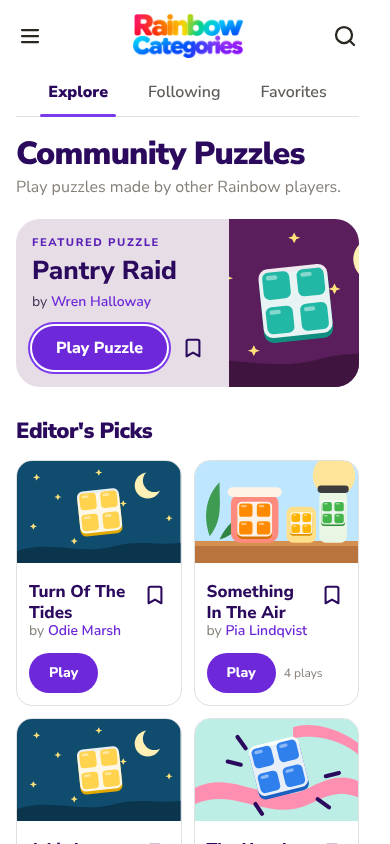 Rainbow
Categories
Explore
Following
Favorites
Community Puzzles
Play puzzles made by other Rainbow players.
FEATURED PUZZLE
Pantry Raid
by Wren Halloway
Play Puzzle
Editor's Picks
Turn Of The
Tides
by Odie Marsh
Play
Something
In The Air
by Pia Lindqvist
Play
4 plays